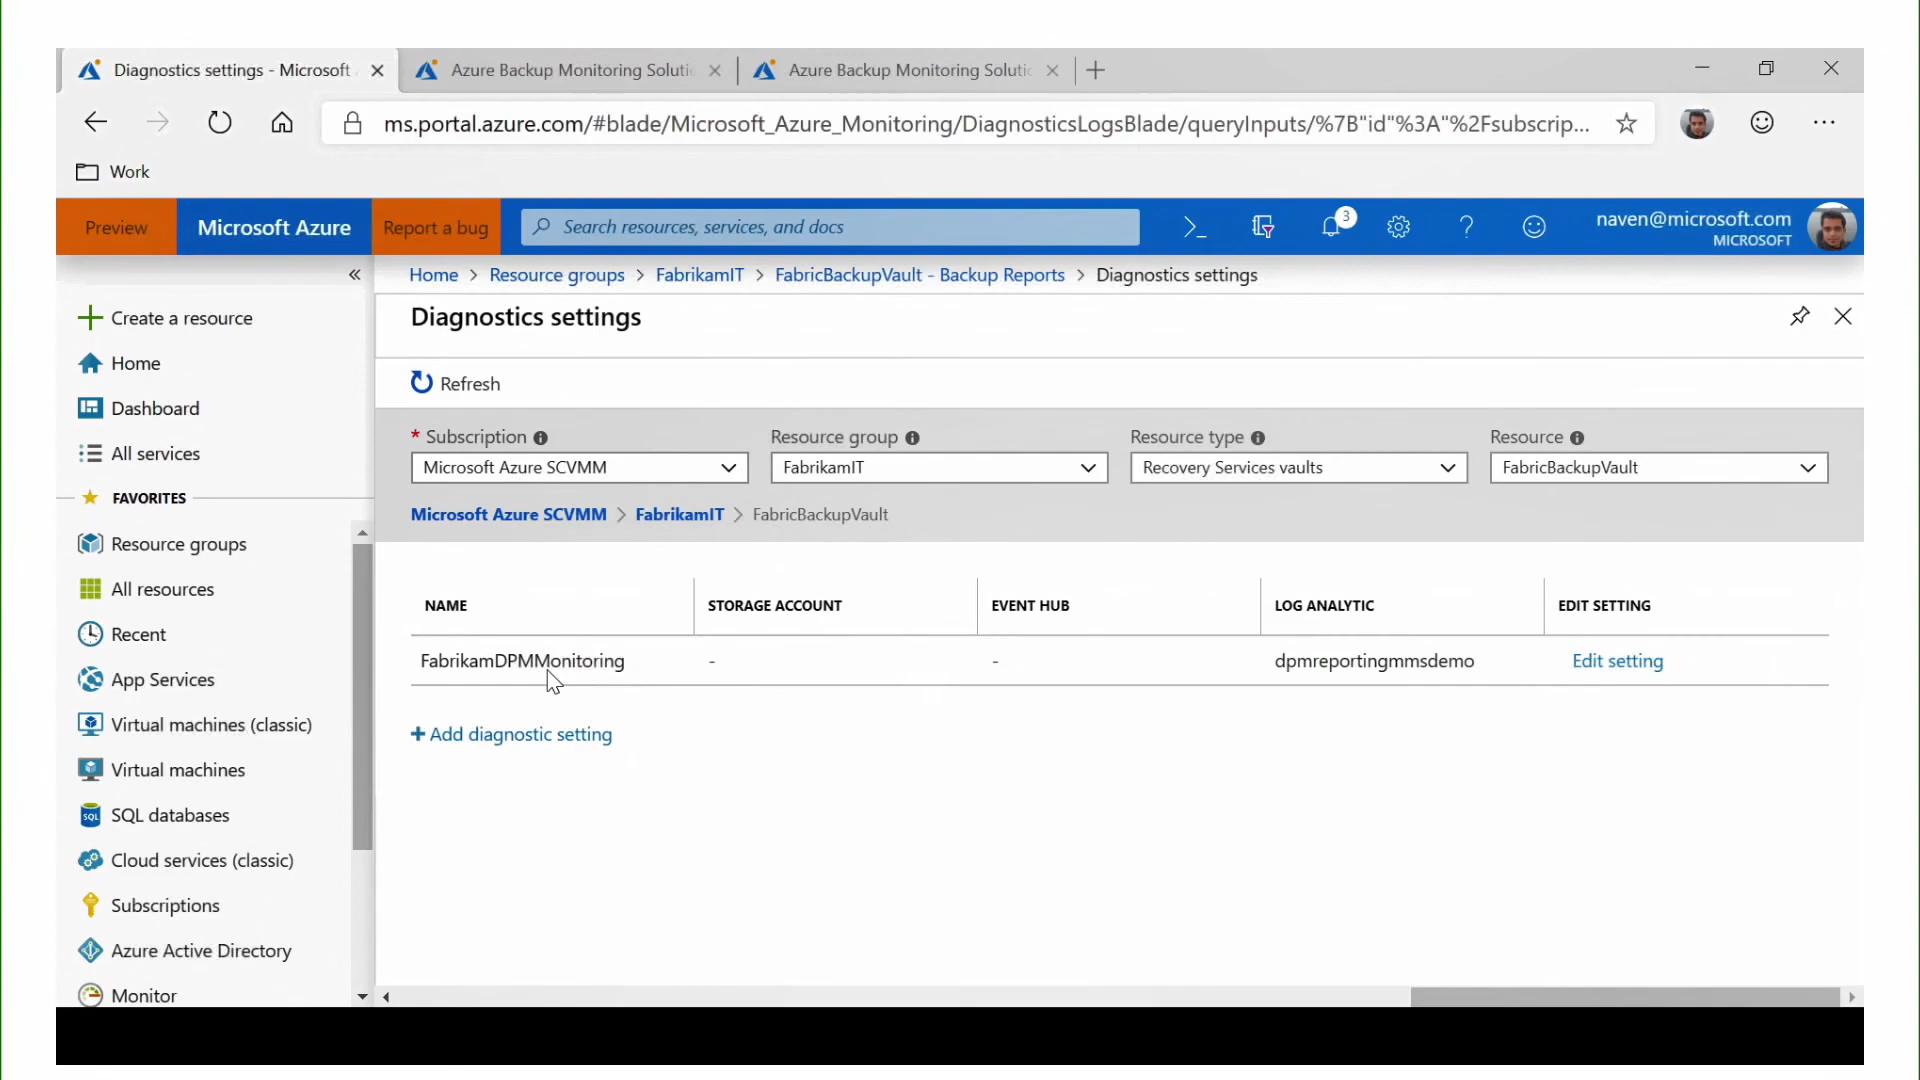 Diagnostics settings - Microsoft
Azure Backup Monitoring Soluti
Azure Backup Monitoring Solutic
ms.portal.azure.com/#blade/Microsoft_Azure_Monitoring/DiagnosticsLogsBlade/queryInputs/%7B"id"%3A"%2Fsubscrip...
Work
Preview
Microsoft Azure
Report a bug
Search resources, services, and docs
3
naven@microsoft.com
MICROSOFT
Home > Resource groups > FabrikamIT > FabricBackupVault - Backup Reports > Diagnostics settings
Diagnostics settings
Refresh
* Subscription
Resource group
Resource type
Resource
Microsoft Azure SCVMM
FabrikamIT
Recovery Services vaults
FabricBackupVault
Microsoft Azure SCVMM > FabrikamIT > FabricBackupVault
NAME
STORAGE ACCOUNT
EVENT HUB
LOG ANALYTIC
EDIT SETTING
FabrikamDPMMonitoring
-
-
dpmreportingmmsdemo
Edit setting
+ Add diagnostic setting
Create a resource
Home
Dashboard
All services
FAVORITES
Resource groups
All resources
Recent
App Services
Virtual machines (classic)
Virtual machines
SQL databases
Cloud services (classic)
Subscriptions
Azure Active Directory
Monitor